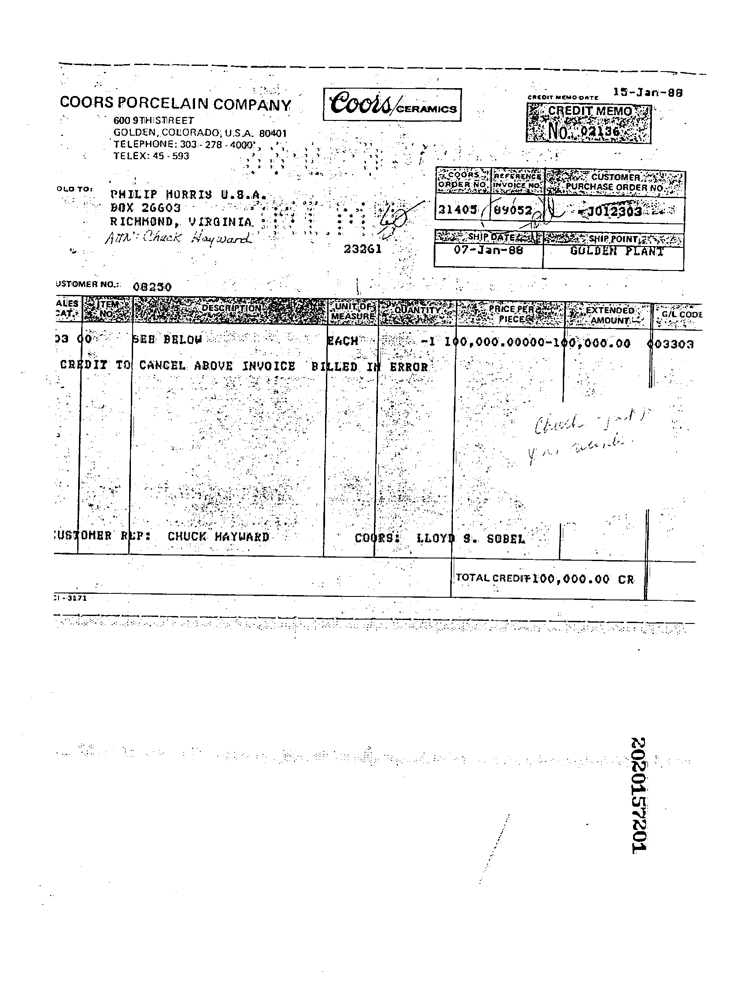 CREDIT MEMO DATE 15-Jan-88
COORS PORCELAIN COMPANY
Coors/CERAMICS
CREDIT MEMO
No. 02136
600 9TH STREET
GOLDEN, COLORADO, U.S.A. 80401
TELEPHONE: 303-278-4000
TELEX: 45-593
COORS ORDER NO. REFERENCE INVOICE NO. CUSTOMER PURCHASE ORDER NO.
21405 89052 J012303
OLD TO:
PHILIP MORRIS U.S.A.
BOX 26603
RICHMOND, VIRGINIA
Attn: Chuck Hayward
23261
SHIP DATE SHIP POINT
07-Jan-88 GOLDEN PLANT
USTOMER NO.: 08250
ALES CAT. ITEM NO. DESCRIPTION UNIT OF MEASURE QUANTITY PRICE PER PIECE EXTENDED AMOUNT G/L CODE
03 00 SEE BELOW EACH -1 100,000.00000-100,000.00 403303
CREDIT TO CANCEL ABOVE INVOICE BILLED IN ERROR
Chuck
CUSTOMER REP: CHUCK HAYWARD COORS: LLOYD S. SOBEL
TOTAL CREDIT 100,000.00 CR
CI-3171
2020157201